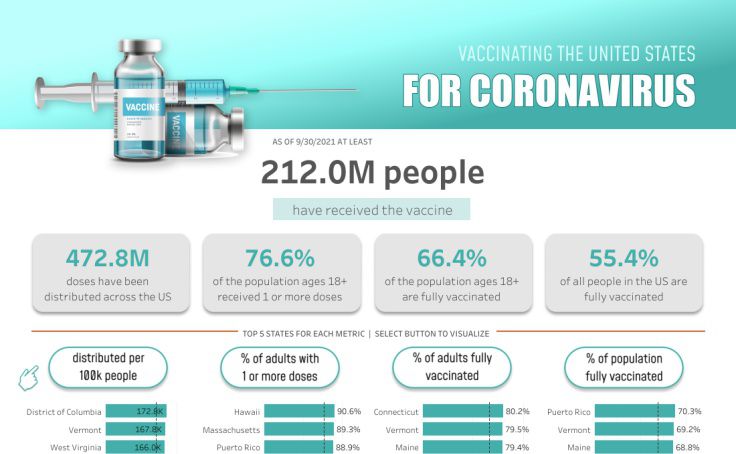 VACCINATING THE UNITED STATES
FOR CORONAVIRUS
VACCINE
VACCINE
AS OF 9/30/2021 AT LEAST
212.0M people
have received the vaccine
472.8M
doses have been
distributed across the US
76.6%
of the population ages 18+
received 1 or more doses
66.4%
of the population ages 18+
are fully vaccinated
55.4%
of all people in the US are
fully vaccinated
TOP 5 STATES FOR EACH METRIC | SELECT BUTTON TO VISUALIZE
distributed per
100k people
% of adults with
1 or more doses
% of adults fully
vaccinated
% of population
fully vaccinated
District of Columbia 172.8K
Vermont 167.8K
West Virginia 166.0K
Hawaii 90.6%
Massachusetts 89.3%
Puerto Rico 88.9%
Connecticut 80.2%
Vermont 79.5%
Maine 79.4%
Puerto Rico 70.3%
Vermont 69.2%
Maine 68.8%